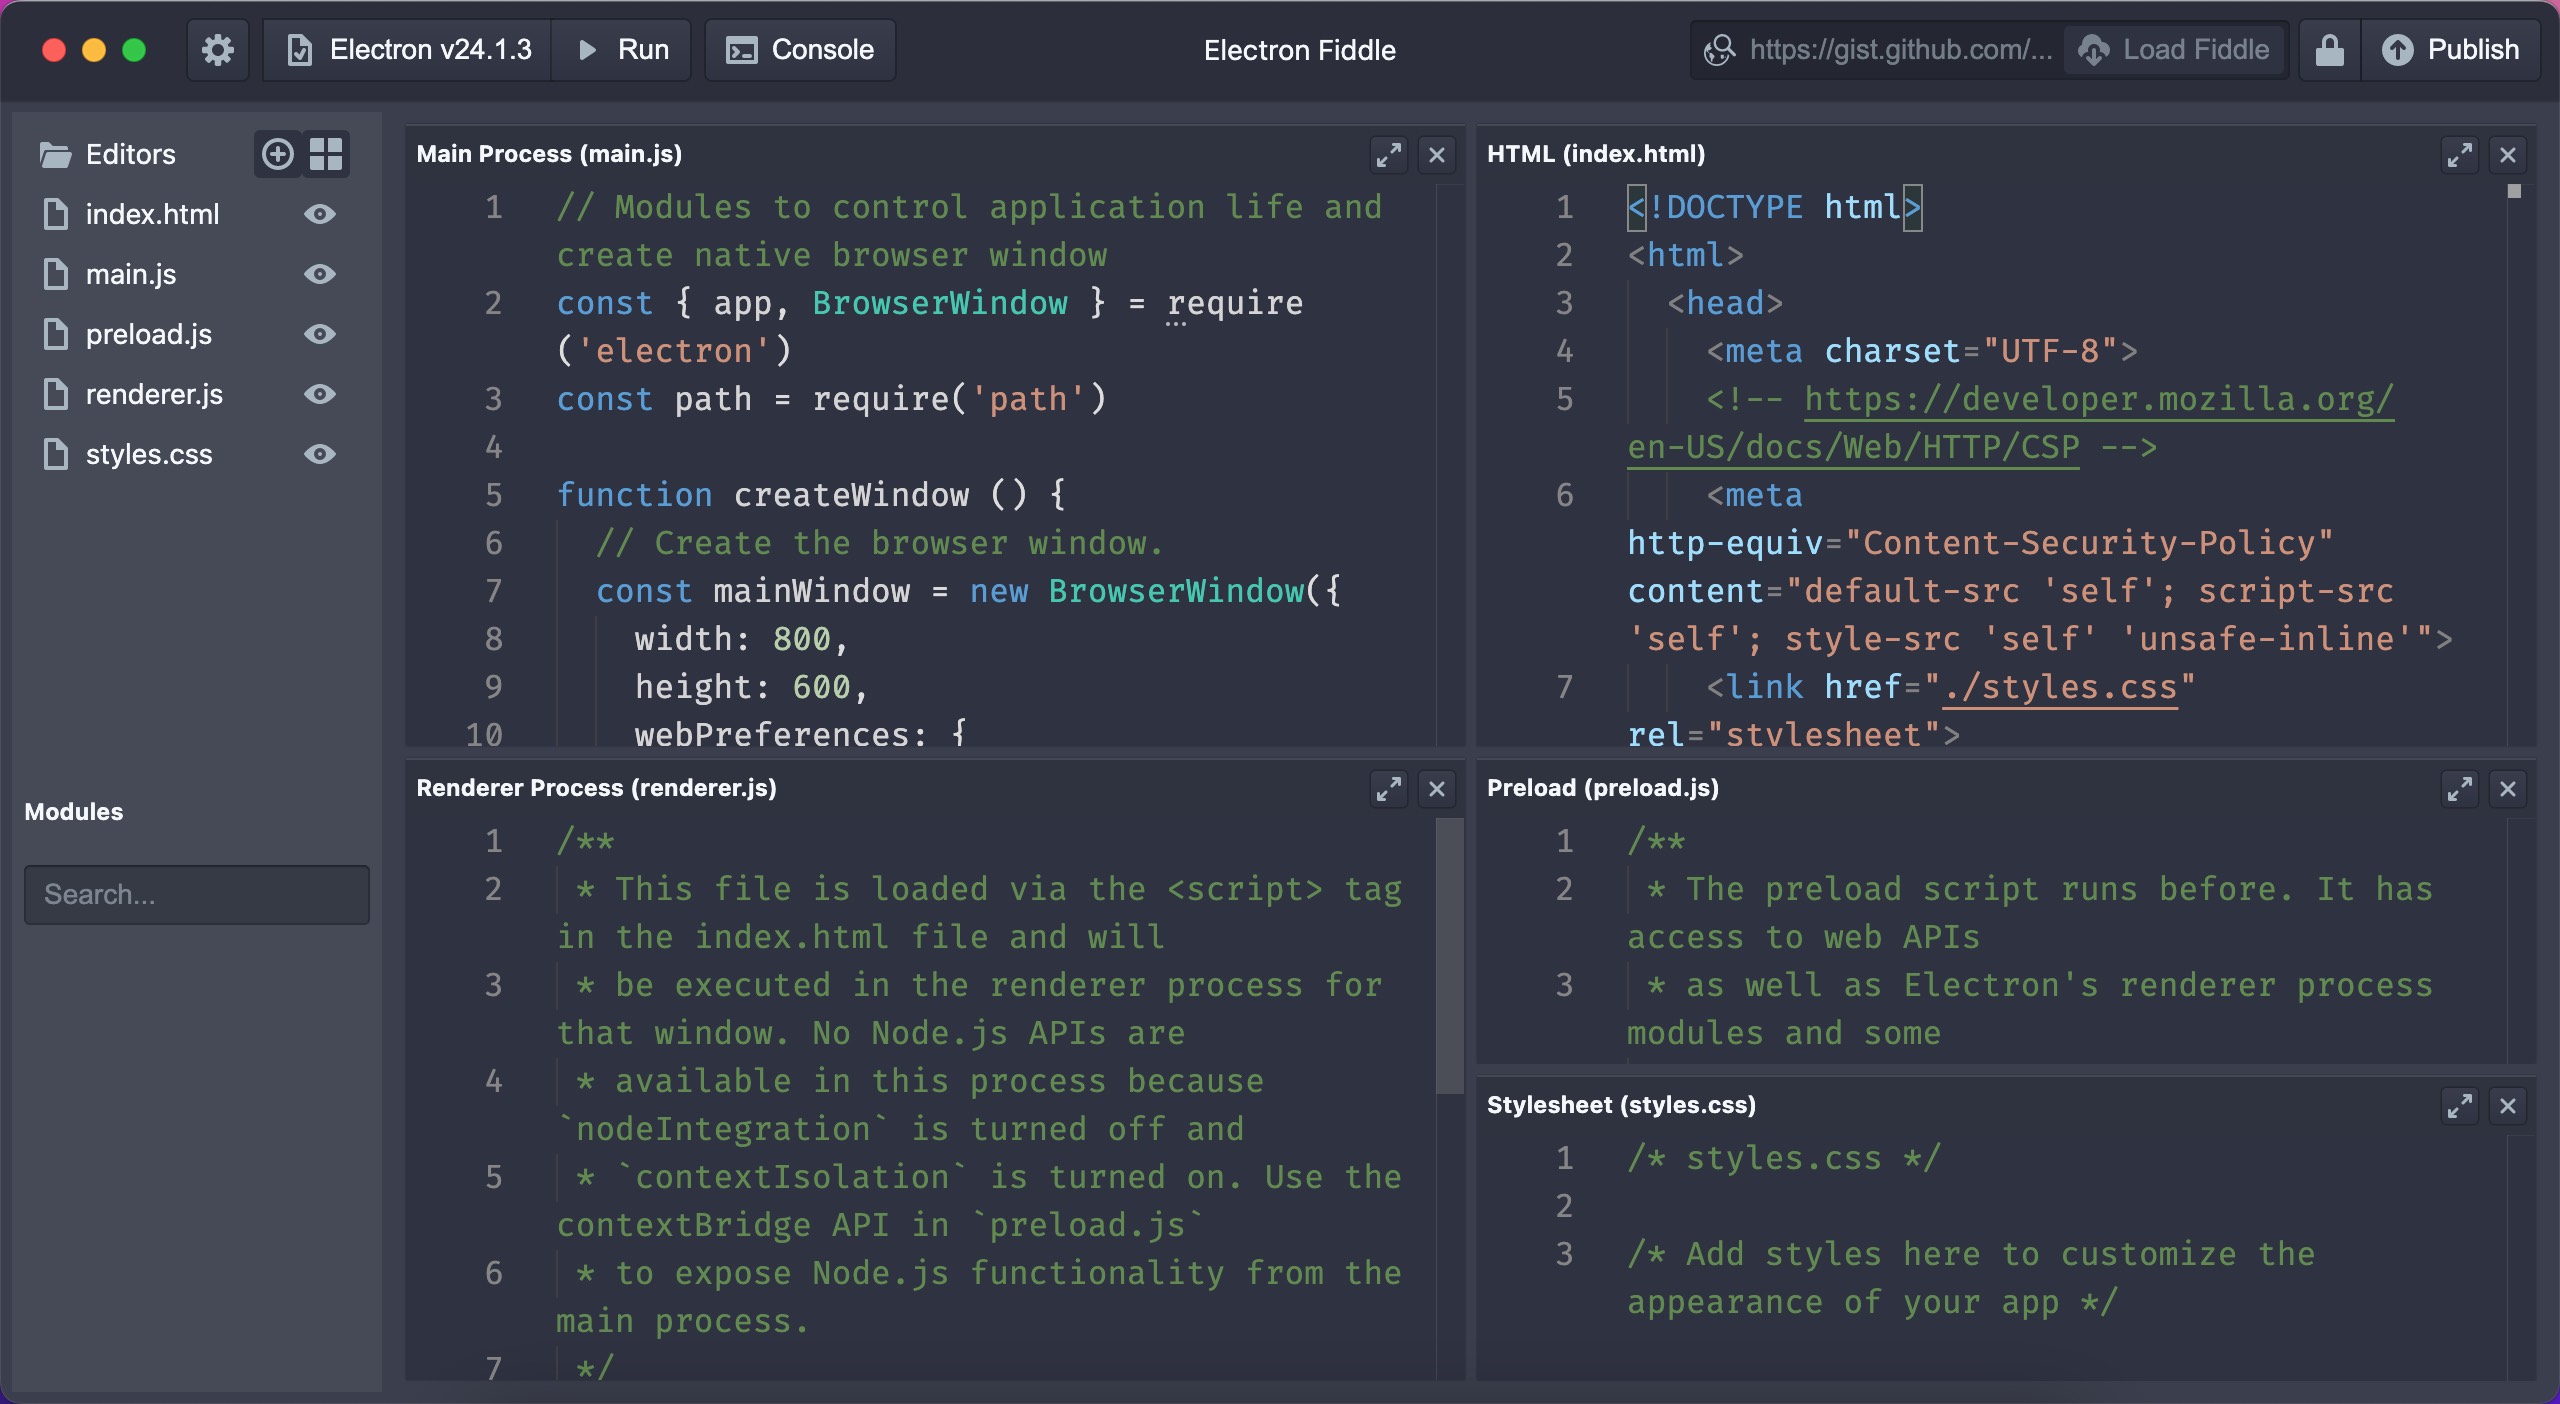 Electron v24.1.3
Run
Console
Electron Fiddle
https://gist.github.com/...
Load Fiddle
Publish
Editors
index.html
main.js
preload.js
renderer.js
styles.css
Modules
Search...
Main Process (main.js)
1 // Modules to control application life and
create native browser window
2 const { app, BrowserWindow } = require
('electron')
3 const path = require('path')
4
5 function createWindow () {
6 // Create the browser window.
7 const mainWindow = new BrowserWindow({
8 width: 800,
9 height: 600,
10 webPreferences: {
HTML (index.html)
1 <!DOCTYPE html>
2 <html>
3 <head>
4 <meta charset="UTF-8">
5 <!-- https://developer.mozilla.org/
en-US/docs/Web/HTTP/CSP -->
6 <meta
http-equiv="Content-Security-Policy"
content="default-src 'self'; script-src
'self'; style-src 'self' 'unsafe-inline'">
7 <link href="./styles.css"
rel="stylesheet">
Renderer Process (renderer.js)
1 /**
2 * This file is loaded via the <script> tag
in the index.html file and will
3 * be executed in the renderer process for
that window. No Node.js APIs are
4 * available in this process because
`nodeIntegration` is turned off and
5 * `contextIsolation` is turned on. Use the
contextBridge API in `preload.js`
6 * to expose Node.js functionality from the
main process.
7 */
Preload (preload.js)
1 /**
2 * The preload script runs before. It has
access to web APIs
3 * as well as Electron's renderer process
modules and some
Stylesheet (styles.css)
1 /* styles.css */
2
3 /* Add styles here to customize the
appearance of your app */